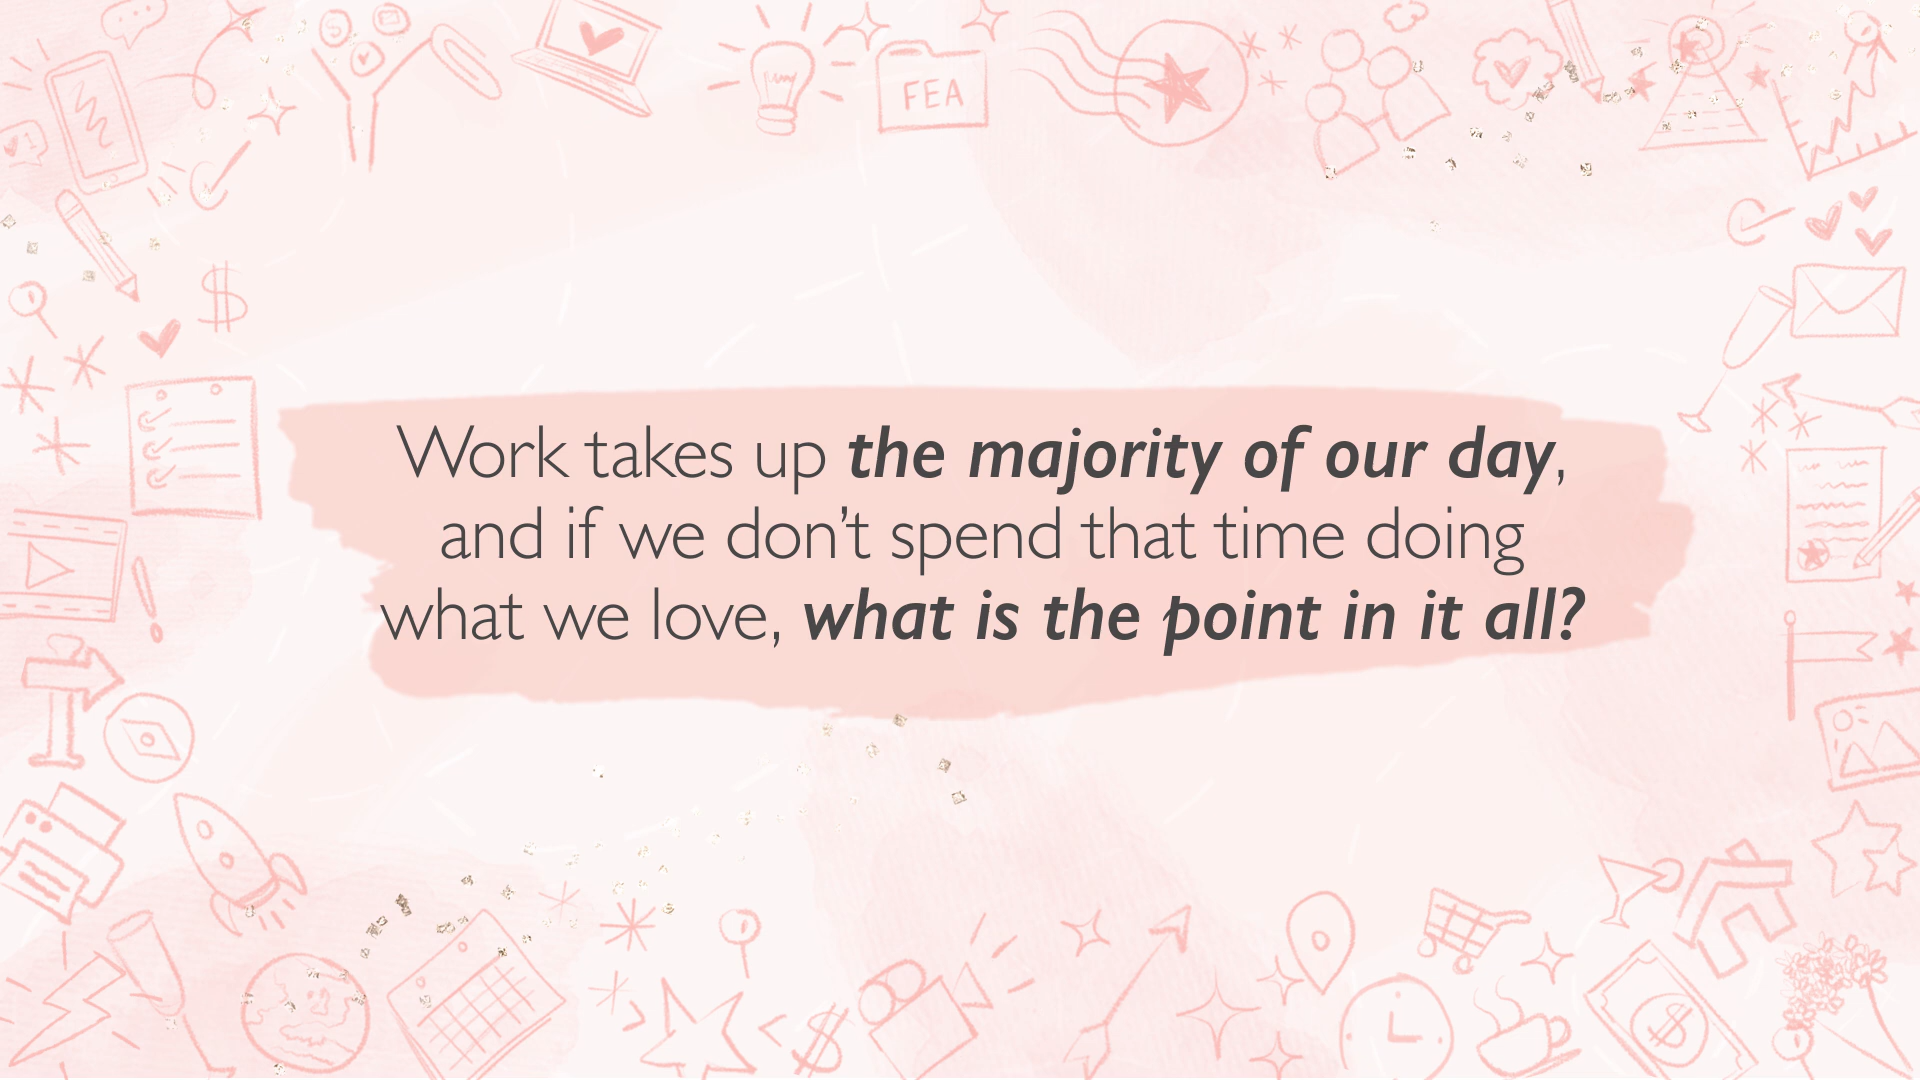 FEA
Work takes up the majority of our day,
and if we don't spend that time doing
what we love, what is the point in it all?